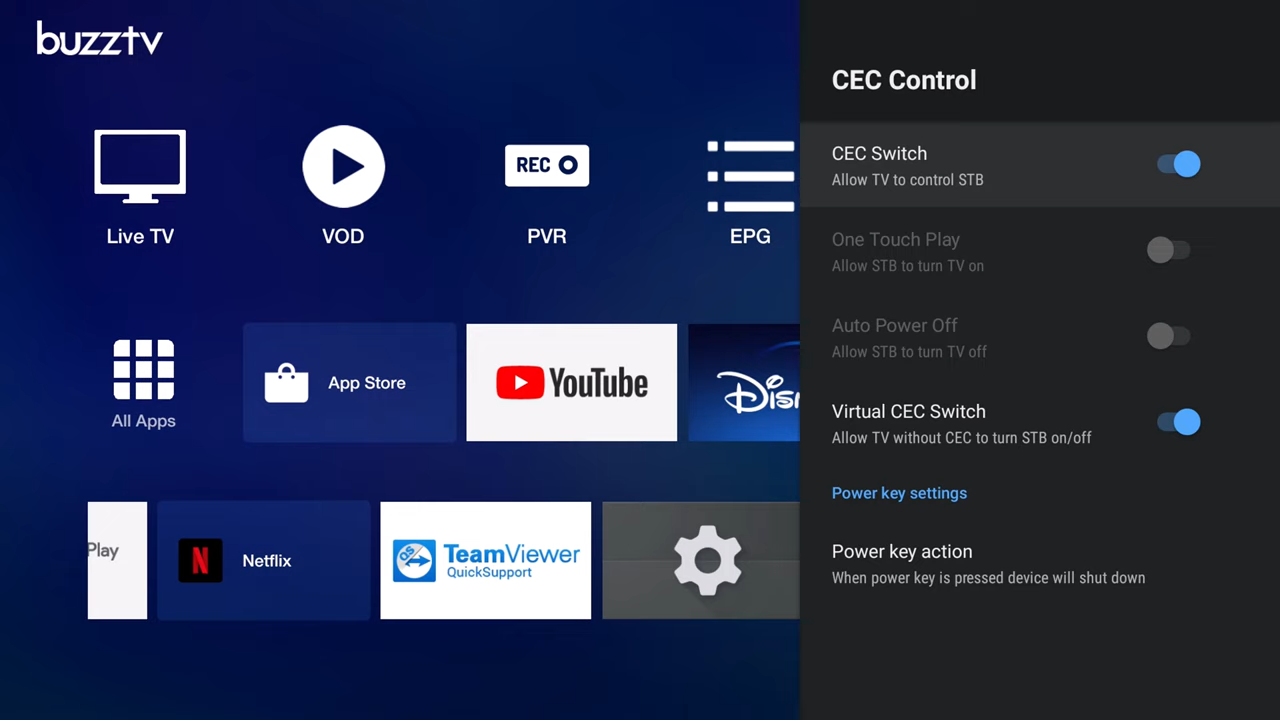 buzztv
Live TV
VOD
REC
PVR
EPG
All Apps
App Store
YouTube
Disn
Play
Netflix
QS
TeamViewer
QuickSupport
CEC Control
CEC Switch
Allow TV to control STB
One Touch Play
Allow STB to turn TV on
Auto Power Off
Allow STB to turn TV off
Virtual CEC Switch
Allow TV without CEC to turn STB on/off
Power key settings
Power key action
When power key is pressed device will shut down